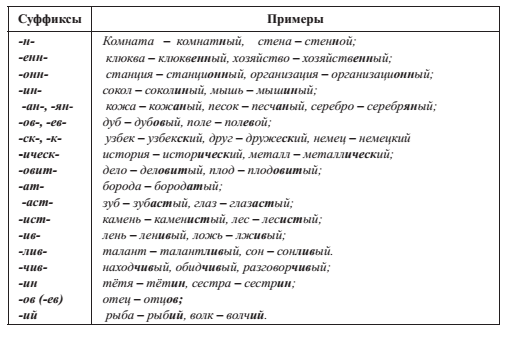 Суффиксы Примеры
-н- Комната – комнатный, стена – стенной;
-енн- клюква – клюквенный, хозяйство – хозяйственный;
-онн- станция – станционный, организация – организационный;
-ин- сокол – соколиный, мышь – мышиный;
-ан-, -ян- кожа – кожаный, песок – песчаный, серебро – серебряный;
-ов-, -ев- дуб – дубовый, поле – полевой;
-ск-, -к- узбек – узбекский, друг – дружеский, немец – немецкий
-ическ- история – исторический, металл – металлический;
-овит- дело – деловитый, плод – плодовитый;
-ат- борода – бородатый;
-аст- зуб – зубастый, глаз – глазастый;
-ист- камень – каменистый, лес – лесистый;
-ив- лень – ленивый, ложь – лживый;
-лив- талант – талантливый, сон – сонливый.
-чив- находчивый, обидчивый, разговорчивый;
-ин тётя – тётин, сестра – сестрин;
-ов (-ев) отец – отцов;
-ий рыба – рыбий, волк – волчий.